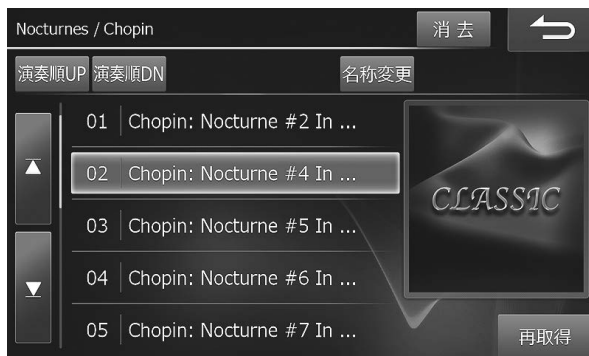 Nocturnes / Chopin 消去
演奏順UP 演奏順DN 名称変更
01 Chopin: Nocturne #2 In ...
02 Chopin: Nocturne #4 In ...
03 Chopin: Nocturne #5 In ...
04 Chopin: Nocturne #6 In ...
05 Chopin: Nocturne #7 In ...
CLASSIC
再取得